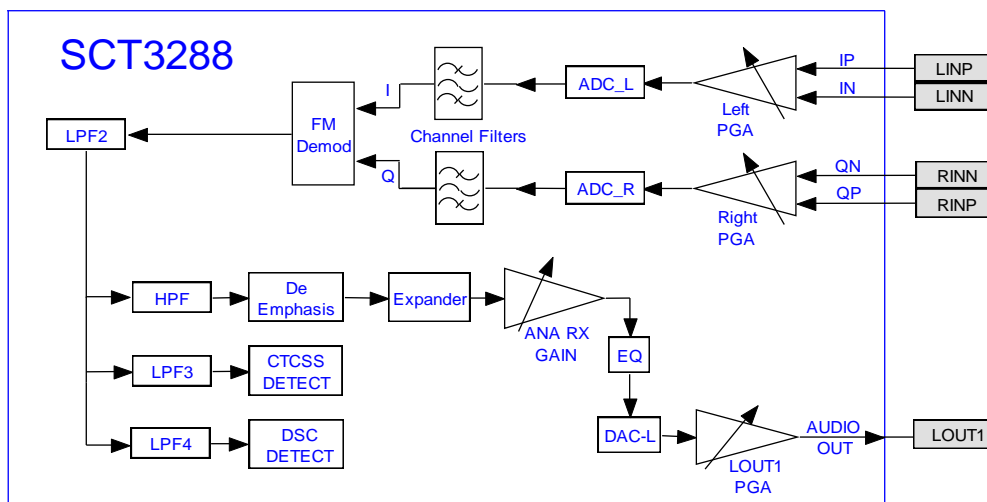 SCT3288
IP
LINP
IN
LINN
ADC_L
Left
PGA
I
Channel Filters
FM
Demod
LPF2
Q
QN
RINN
QP
RINP
ADC_R
Right
PGA
HPF
De
Emphasis
Expander
ANA RX
GAIN
EQ
LPF3
CTCSS
DETECT
LPF4
DSC
DETECT
DAC-L
LOUT1
PGA
AUDIO
OUT
LOUT1